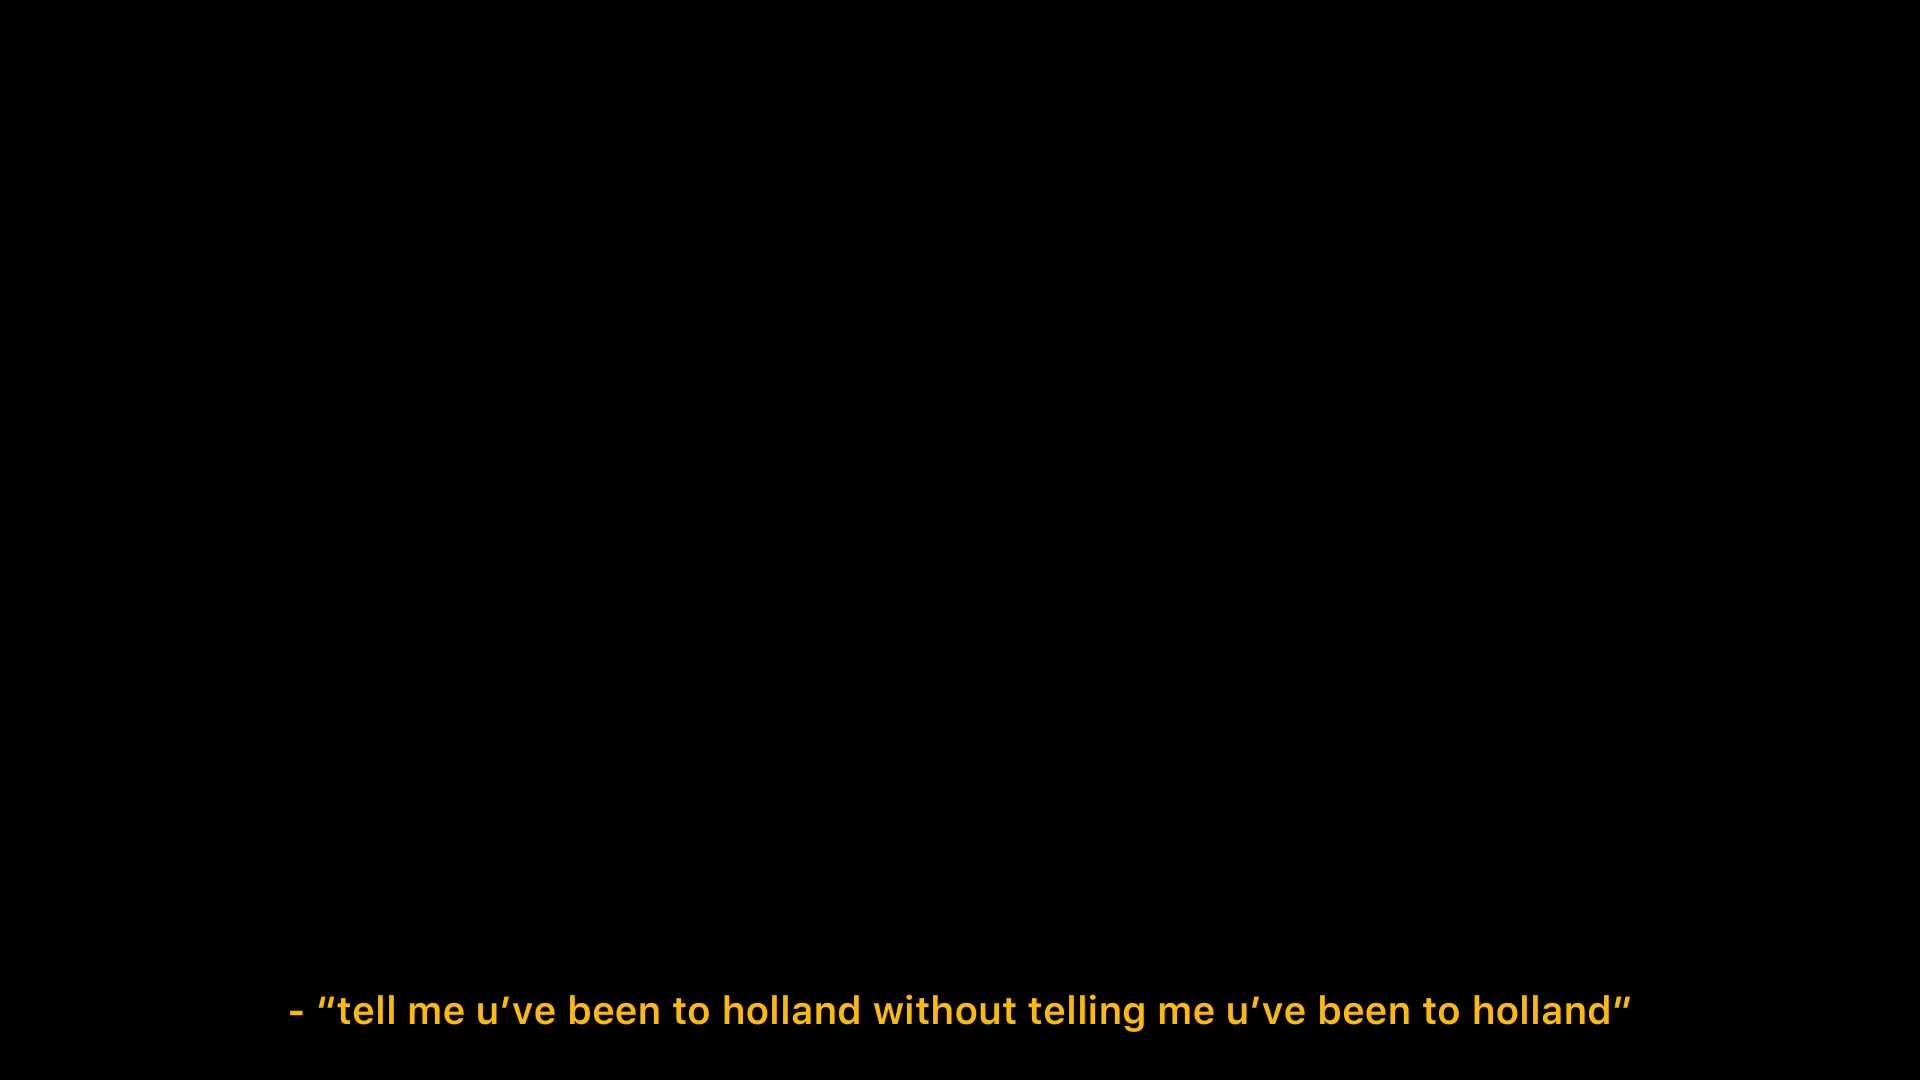 - “tell me u’ve been to holland without telling me u’ve been to holland”